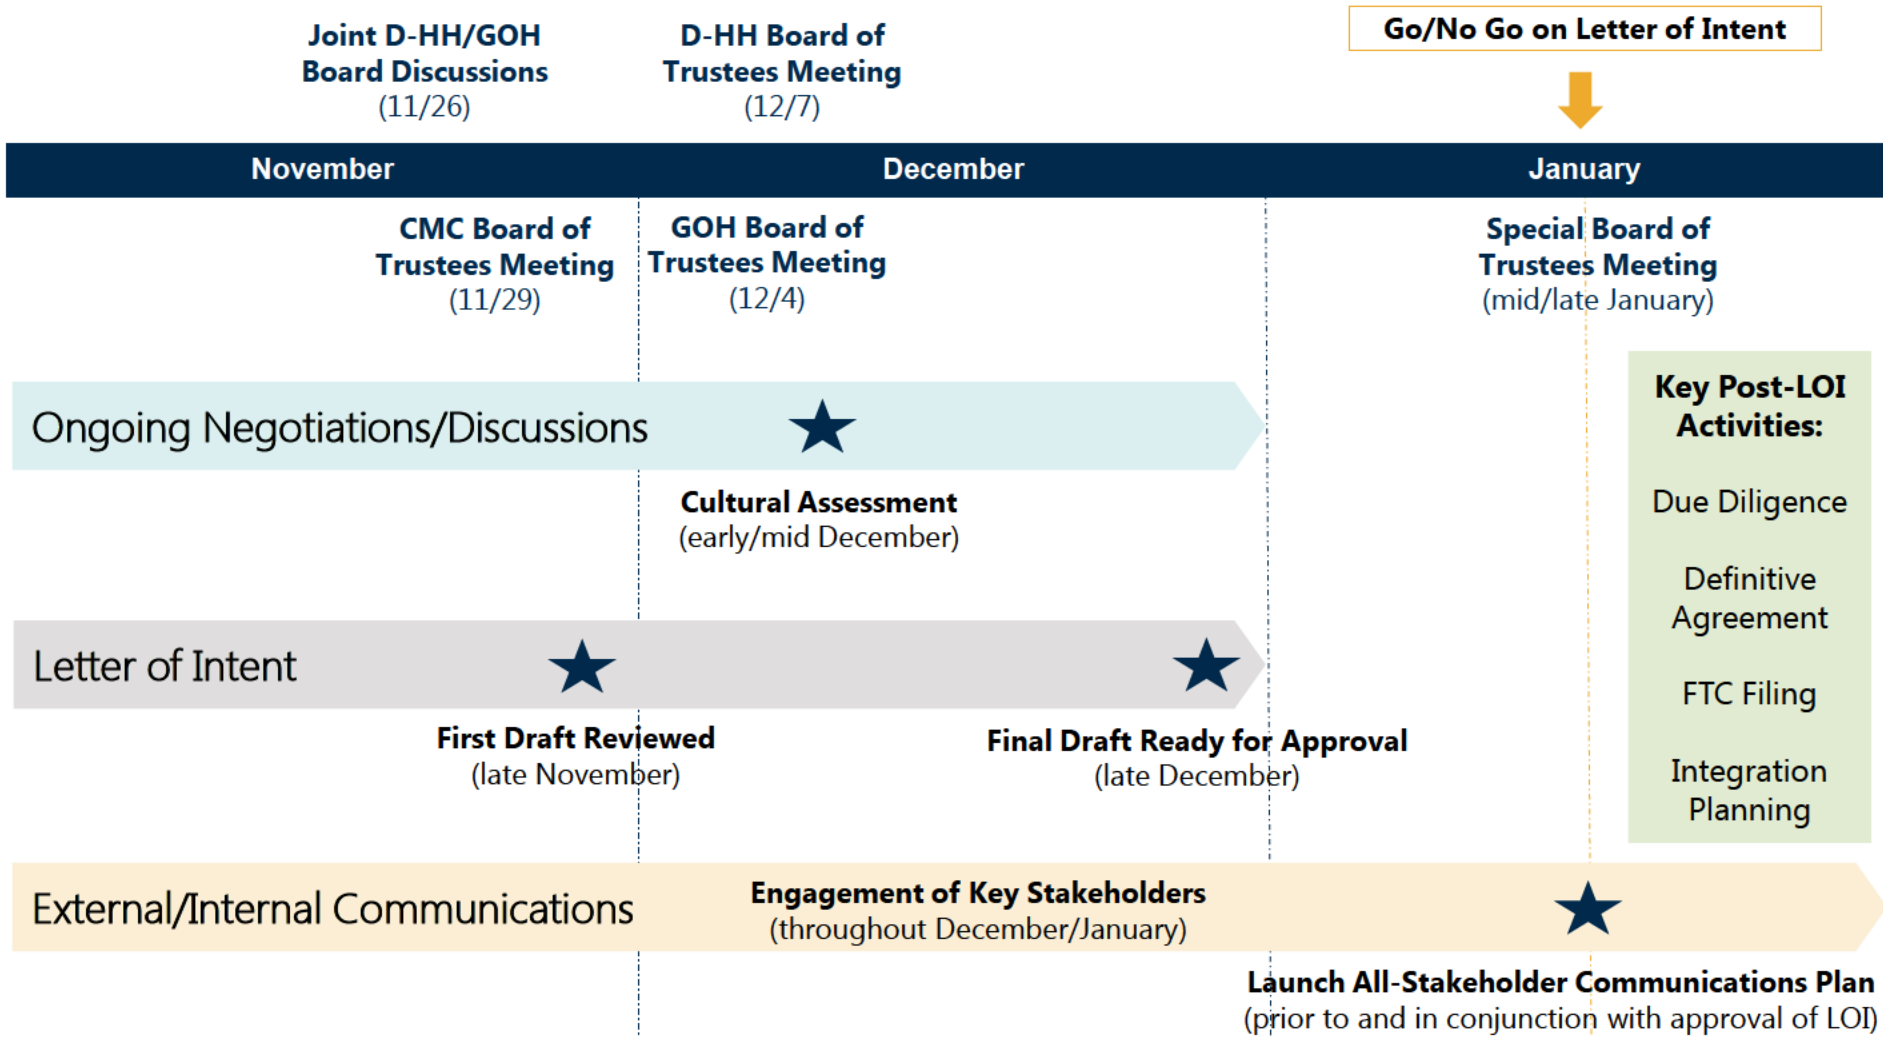 Joint D-HH/GOH
Board Discussions
(11/26)
D-HH Board of
Trustees Meeting
(12/7)
Go/No Go on Letter of Intent
November
December
January
CMC Board of
Trustees Meeting
(11/29)
GOH Board of
Trustees Meeting
(12/4)
Special Board of
Trustees Meeting
(mid/late January)
Ongoing Negotiations/Discussions
Cultural Assessment
(early/mid December)
Key Post-LOI
Activities:
Due Diligence
Definitive
Agreement
FTC Filing
Integration
Planning
Letter of Intent
First Draft Reviewed
(late November)
Final Draft Ready for Approval
(late December)
External/Internal Communications
Engagement of Key Stakeholders
(throughout December/January)
Launch All-Stakeholder Communications Plan
(prior to and in conjunction with approval of LOI)